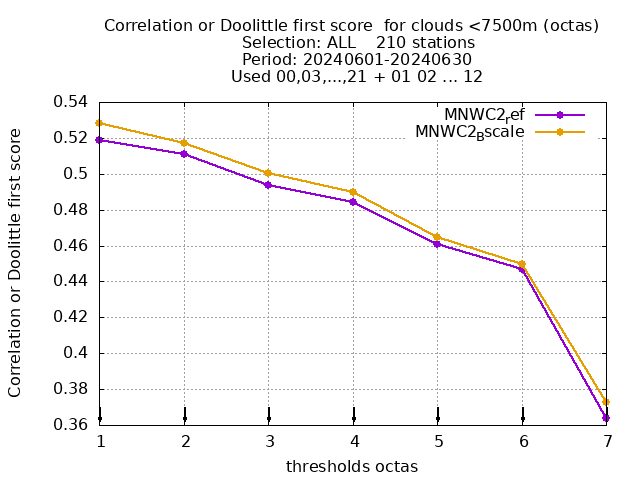 Correlation or Doolittle first score  for clouds <7500m (octas)
Selection: ALL    210 stations
Period: 20240601-20240630
Used 00,03,...,21 + 01 02 ... 12
MNWC2ref
MNWC2Bscale
Correlation or Doolittle first score
0.54
0.52
0.5
0.48
0.46
0.44
0.42
0.4
0.38
0.36
1 2 3 4 5 6 7
thresholds octas